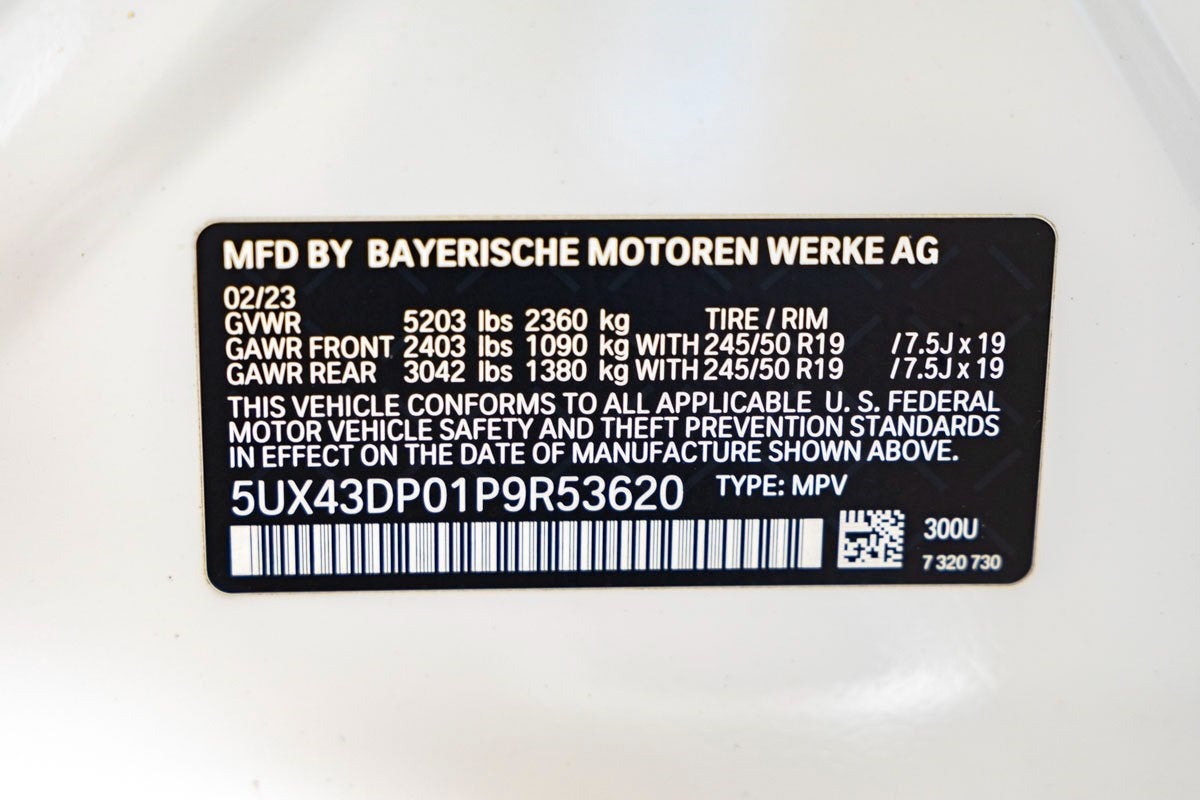 MFD BY BAYERISCHE MOTOREN WERKE AG
02/23
GVWR 5203 lbs 2360 kg TIRE / RIM
GAWR FRONT 2403 lbs 1090 kg WITH 245/50 R19 / 7.5J x 19
GAWR REAR 3042 lbs 1380 kg WITH 245/50 R19 / 7.5J x 19
THIS VEHICLE CONFORMS TO ALL APPLICABLE U. S. FEDERAL
MOTOR VEHICLE SAFETY AND THEFT PREVENTION STANDARDS
IN EFFECT ON THE DATE OF MANUFACTURE SHOWN ABOVE.
5UX43DP01P9R53620 TYPE: MPV
300U
7 320 730